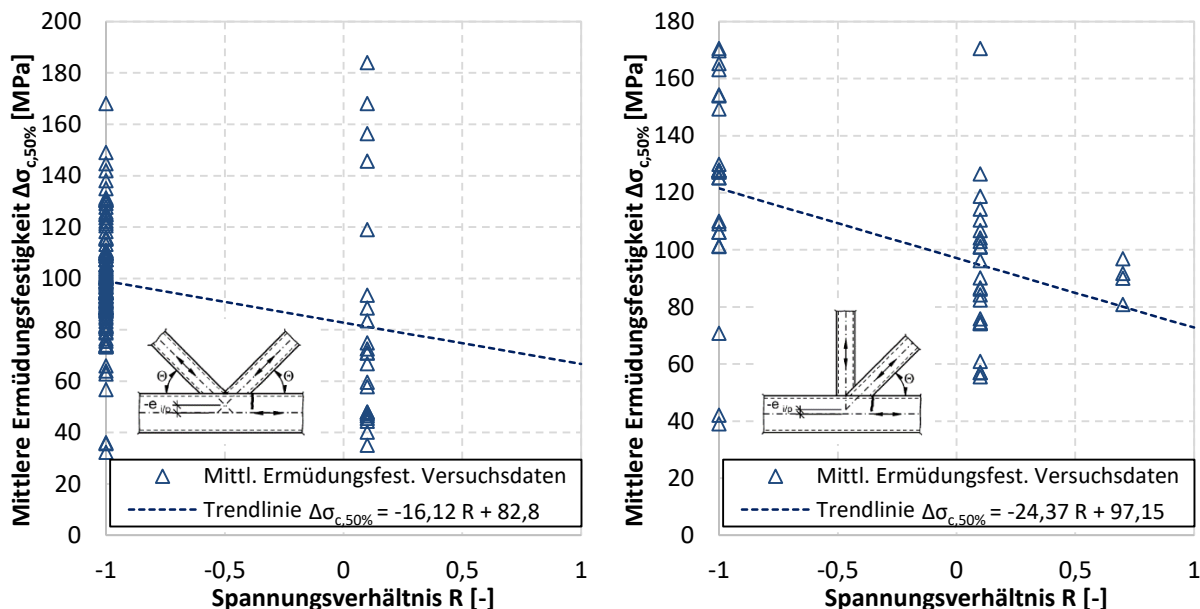 Mittlere Ermüdungsfestigkeit Δσc,50% [MPa]
200
180
160
140
120
100
80
60
40
20
0
Θ
Θ
-e i/p
Mittl. Ermüdungsfest. Versuchsdaten
Trendlinie Δσc,50% = -16,12 R + 82,8
-1
-0,5
0
0,5
1
Spannungsverhältnis R [-]
Mittlere Ermüdungsfestigkeit Δσc,50% [MPa]
180
160
140
120
100
80
60
40
20
0
Θ
-e i/p
Mittl. Ermüdungsfest. Versuchsdaten
Trendlinie Δσc,50% = -24,37 R + 97,15
-1
-0,5
0
0,5
1
Spannungsverhältnis R [-]